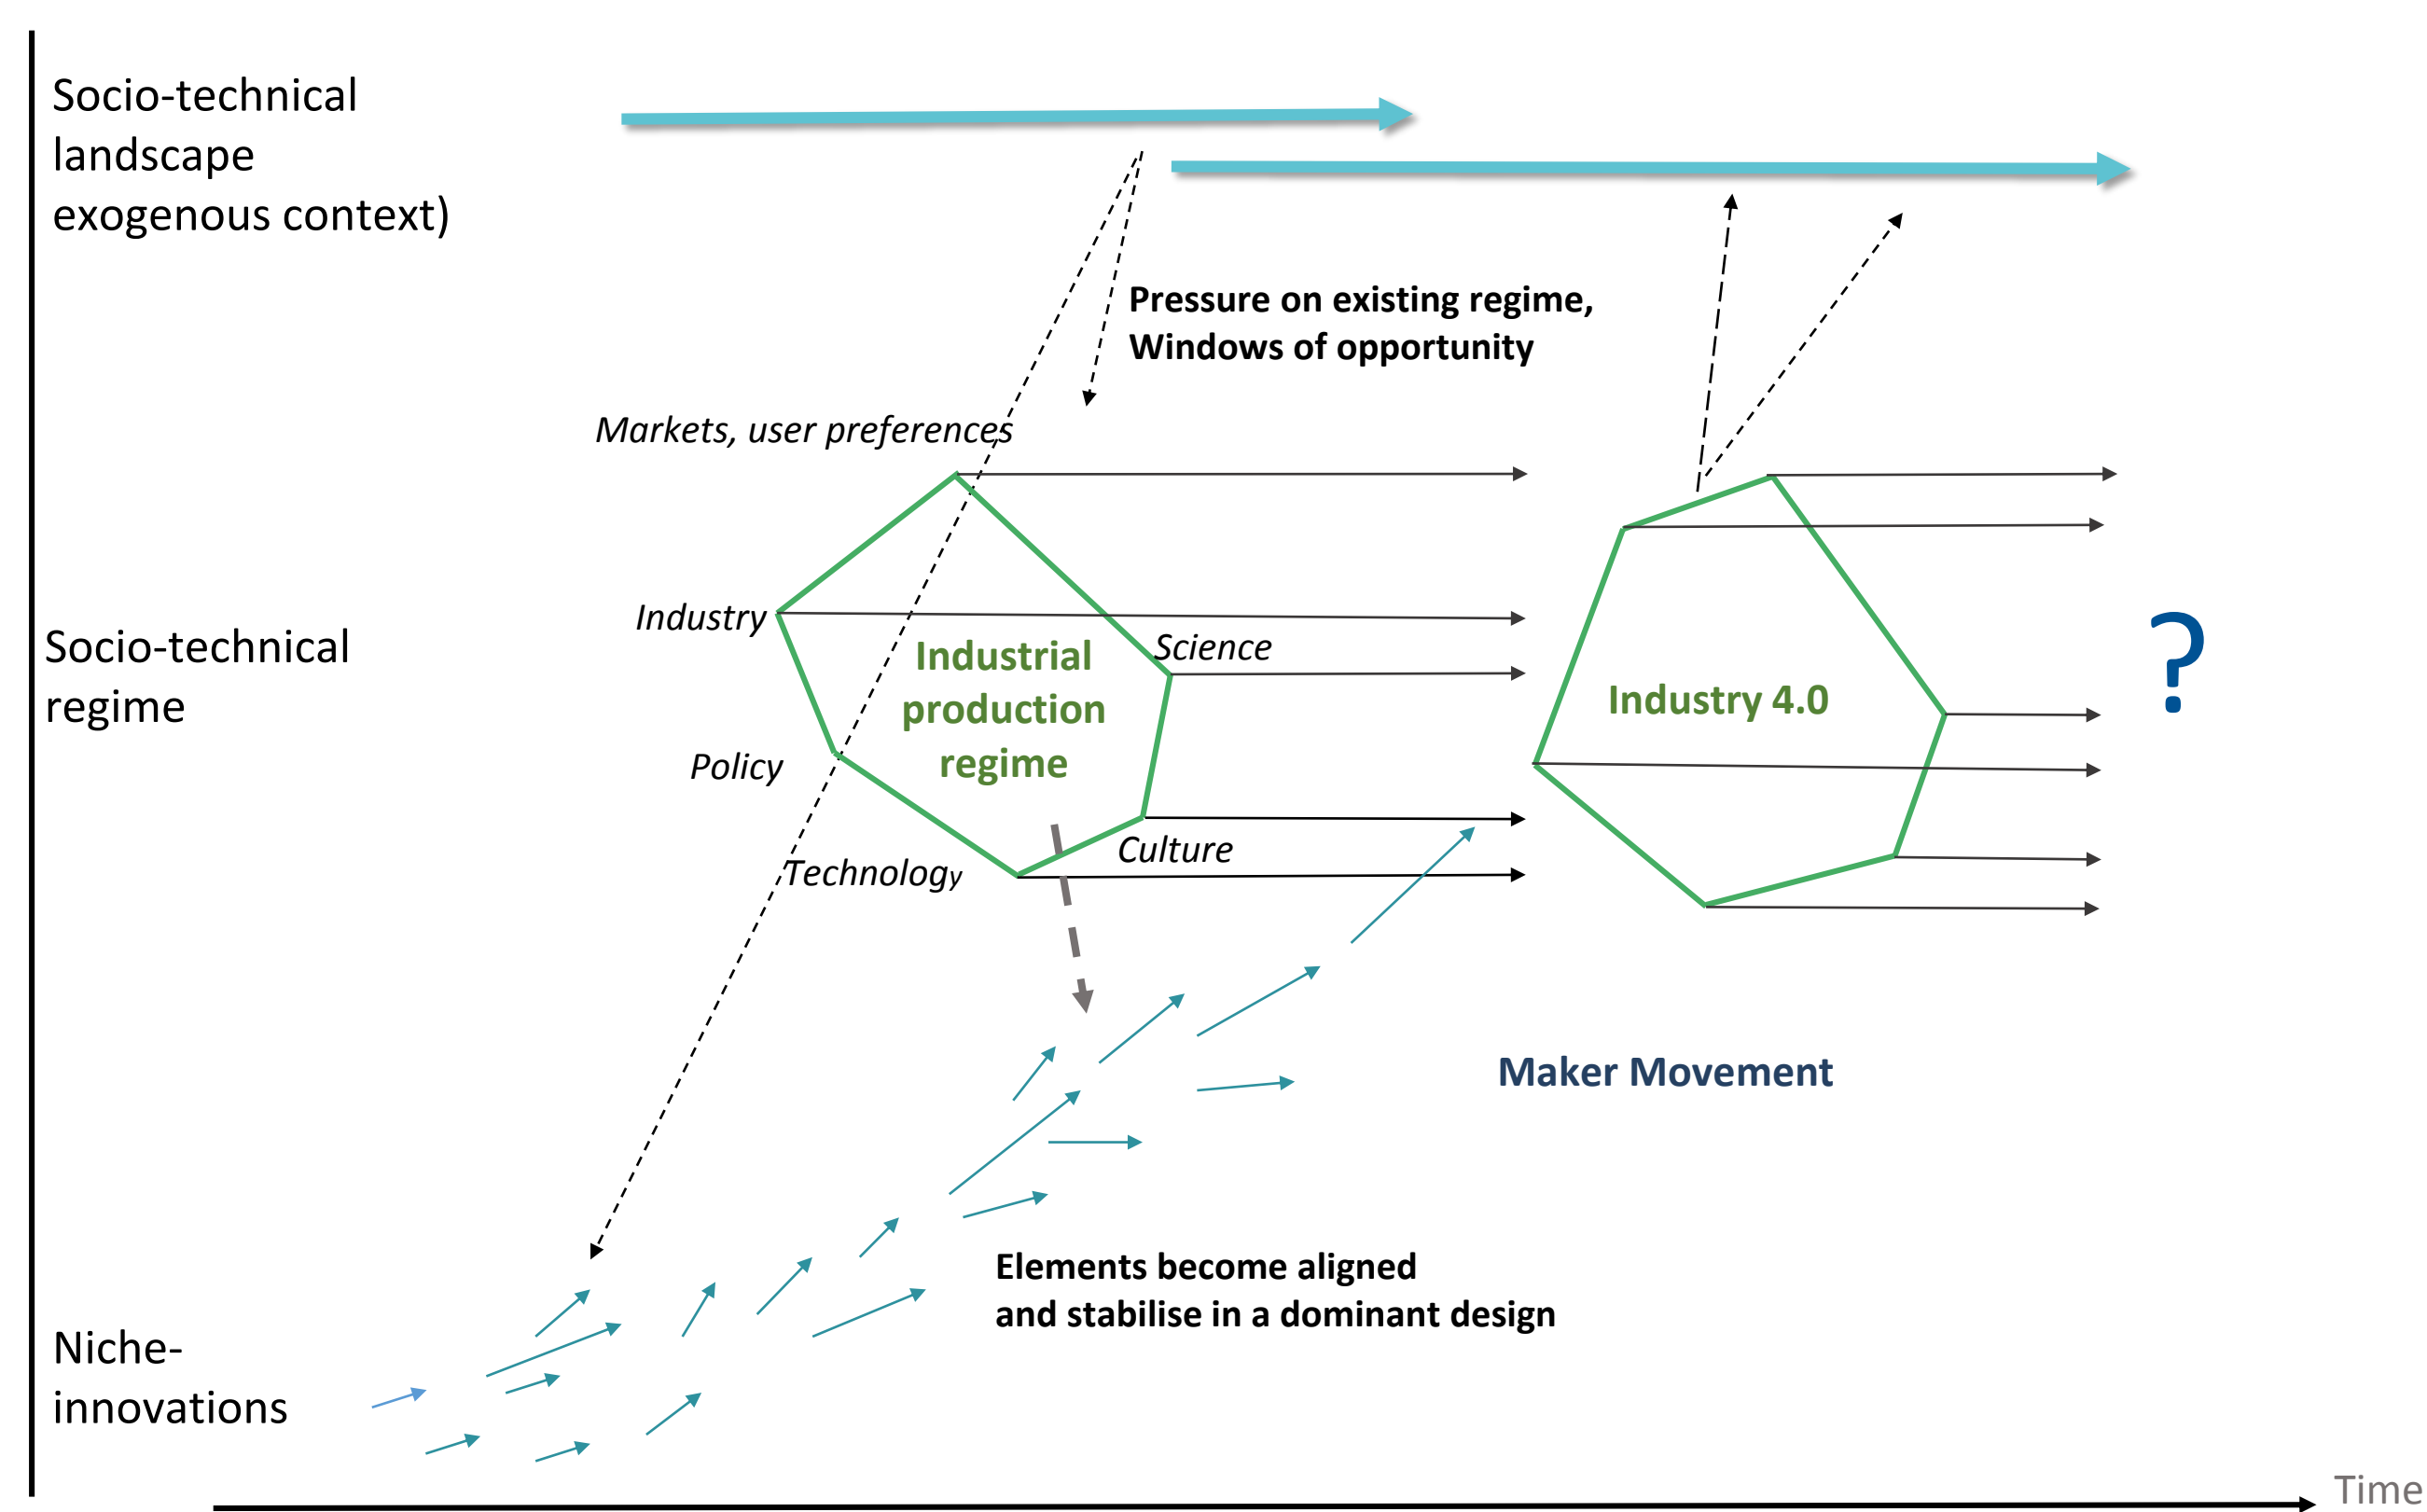 Socio-technical
landscape
exogenous context)
Pressure on existing regime,
Windows of opportunity
Markets, user preferences
Industry
Science
Socio-technical
regime
Industrial
production
regime
Industry 4.0
?
Policy
Technology
Culture
Maker Movement
Elements become aligned
and stabilise in a dominant design
Niche-
innovations
Time